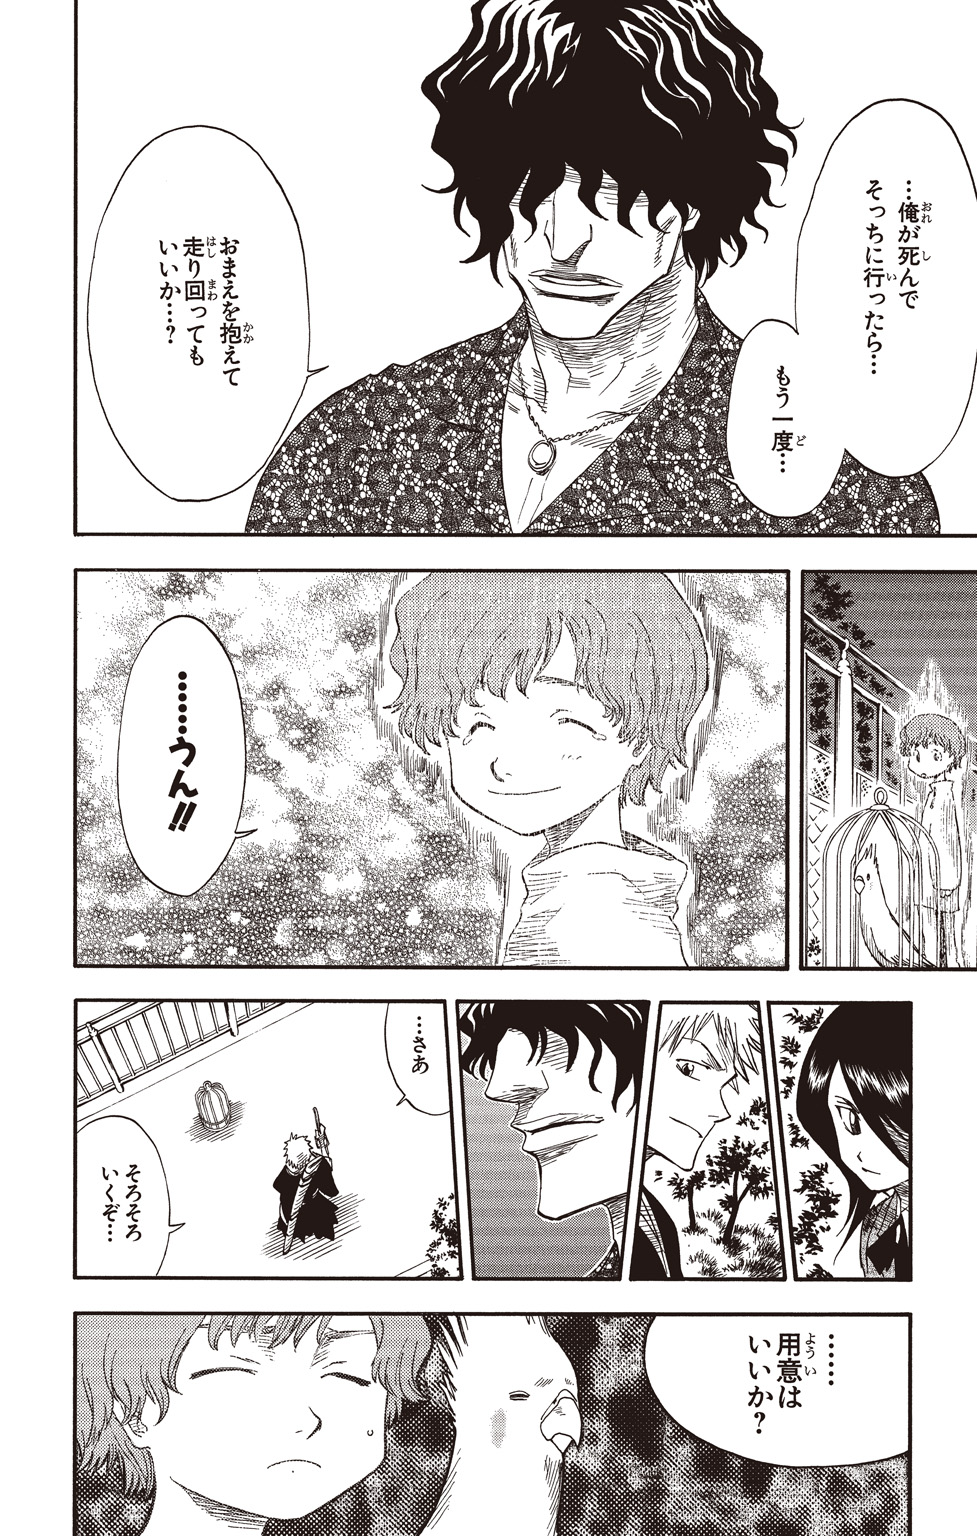 …俺が死んで
そっちに行ったら…
もう一度…
おまえを抱えて
走り回っても
いいか…?
……うん!!
…さあ
そろそろ
いくぞ…
……
用意は
いいか?